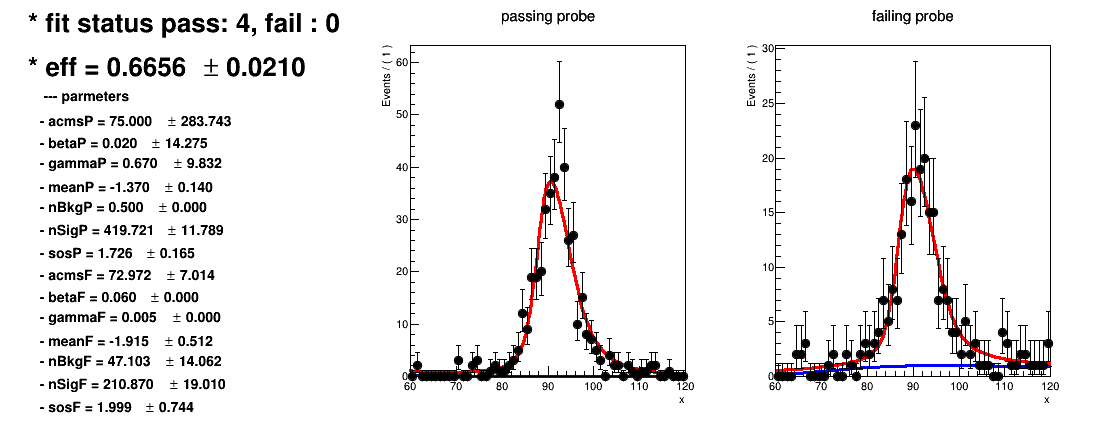 * fit status pass: 4, fail : 0
* eff = 0.6656 ± 0.0210
--- parmeters
- acmsP = 75.000 ± 283.743
- betaP = 0.020 ± 14.275
- gammaP = 0.670 ± 9.832
- meanP = -1.370 ± 0.140
- nBkgP = 0.500 ± 0.000
- nSigP = 419.721 ± 11.789
- sosP = 1.726 ± 0.165
- acmsF = 72.972 ± 7.014
- betaF = 0.060 ± 0.000
- gammaF = 0.005 ± 0.000
- meanF = -1.915 ± 0.512
- nBkgF = 47.103 ± 14.062
- nSigF = 210.870 ± 19.010
- sosF = 1.999 ± 0.744
passing probe
Events / ( 1 )
60
50
40
30
20
10
0
60 70 80 90 100 110 120
x
failing probe
Events / ( 1 )
30
25
20
15
10
5
0
60 70 80 90 100 110 120
x